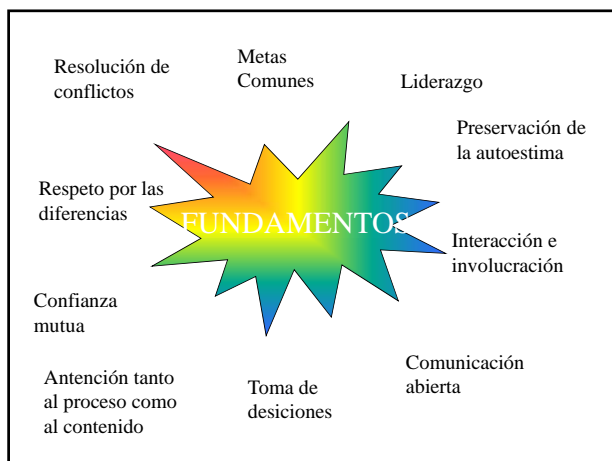 Resolución de
conflictos
Metas
Comunes
Liderazgo
Preservación de
la autoestima
Respeto por las
diferencias
FUNDAMENTOS
Interacción e
involucración
Confianza
mutua
Comunicación
abierta
Antención tanto
al proceso como
al contenido
Toma de
desiciones